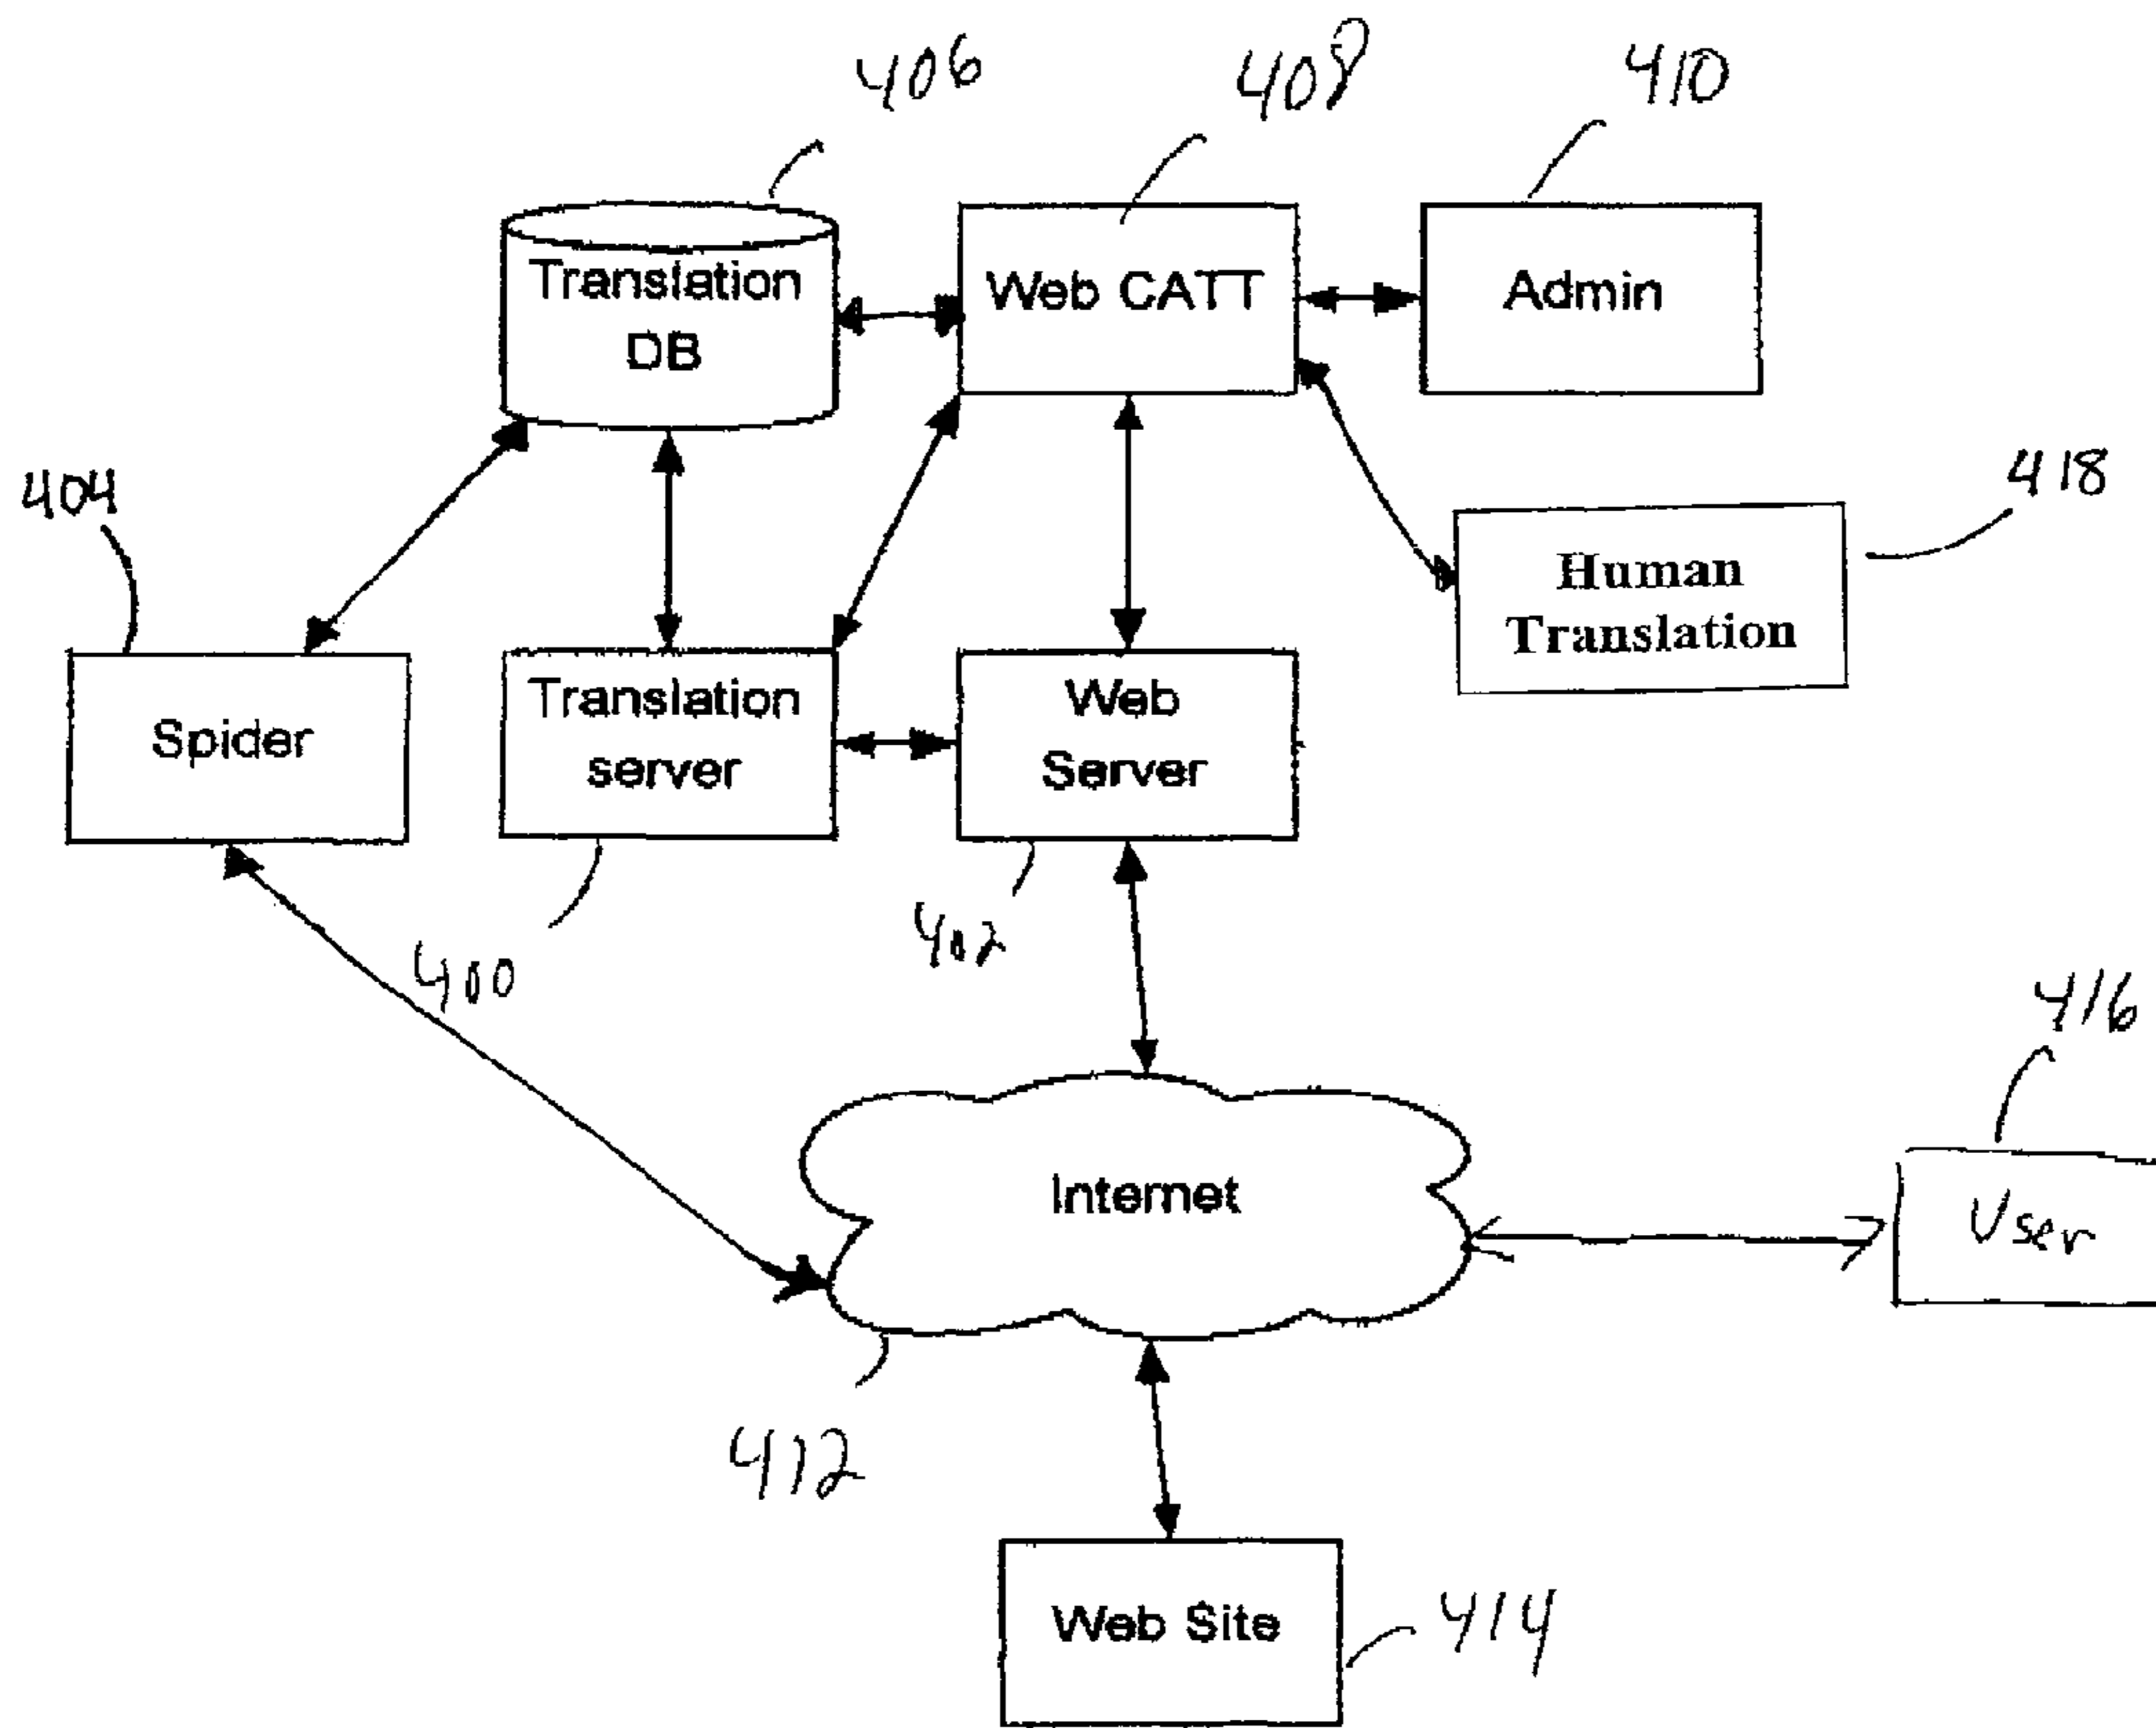 406
408
410
Translation
DB
Web CATT
Admin
404
418
Human
Translation
Spider
Translation
server
Web
Server
400
402
416
Internet
User
412
Web Site
414